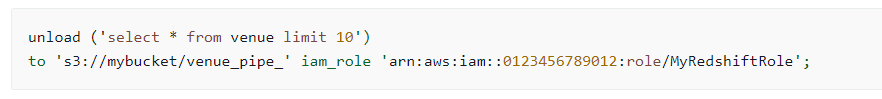 unload ('select * from venue limit 10')
to 's3://mybucket/venue_pipe_' iam_role 'arn:aws:iam::0123456789012:role/MyRedshiftRole';